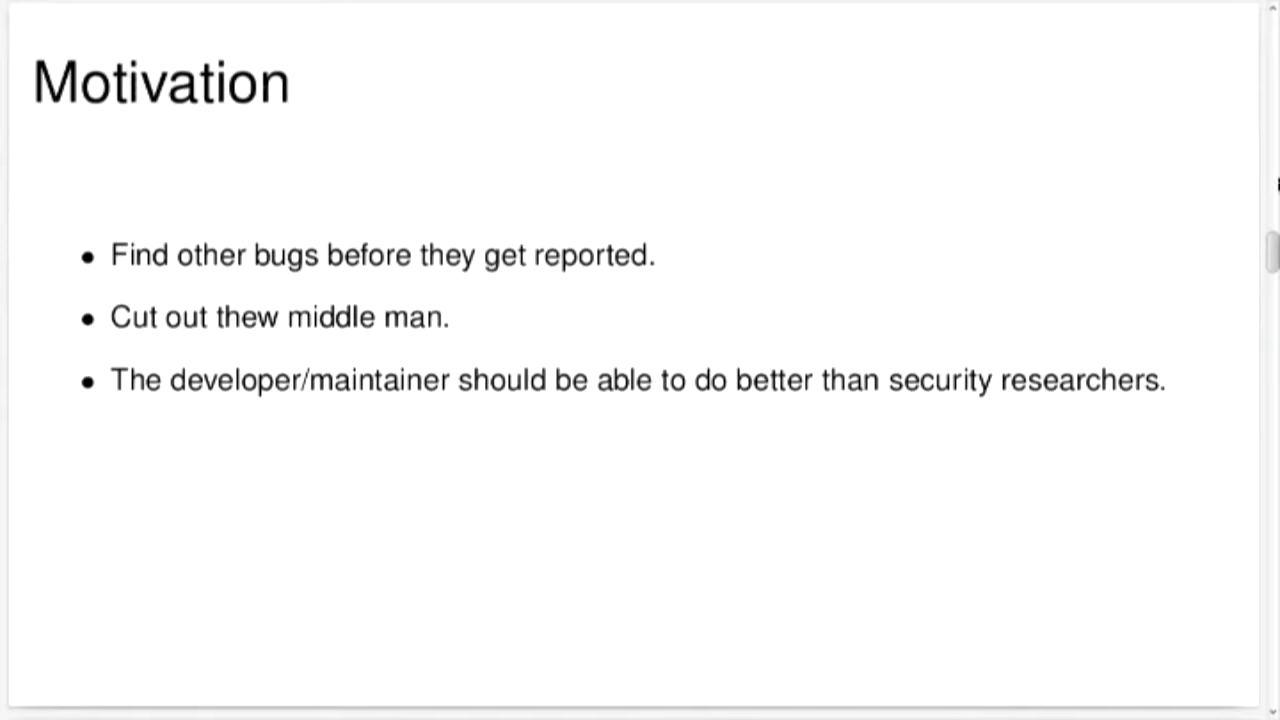 Motivation
• Find other bugs before they get reported.
• Cut out thew middle man.
• The developer/maintainer should be able to do better than security researchers.